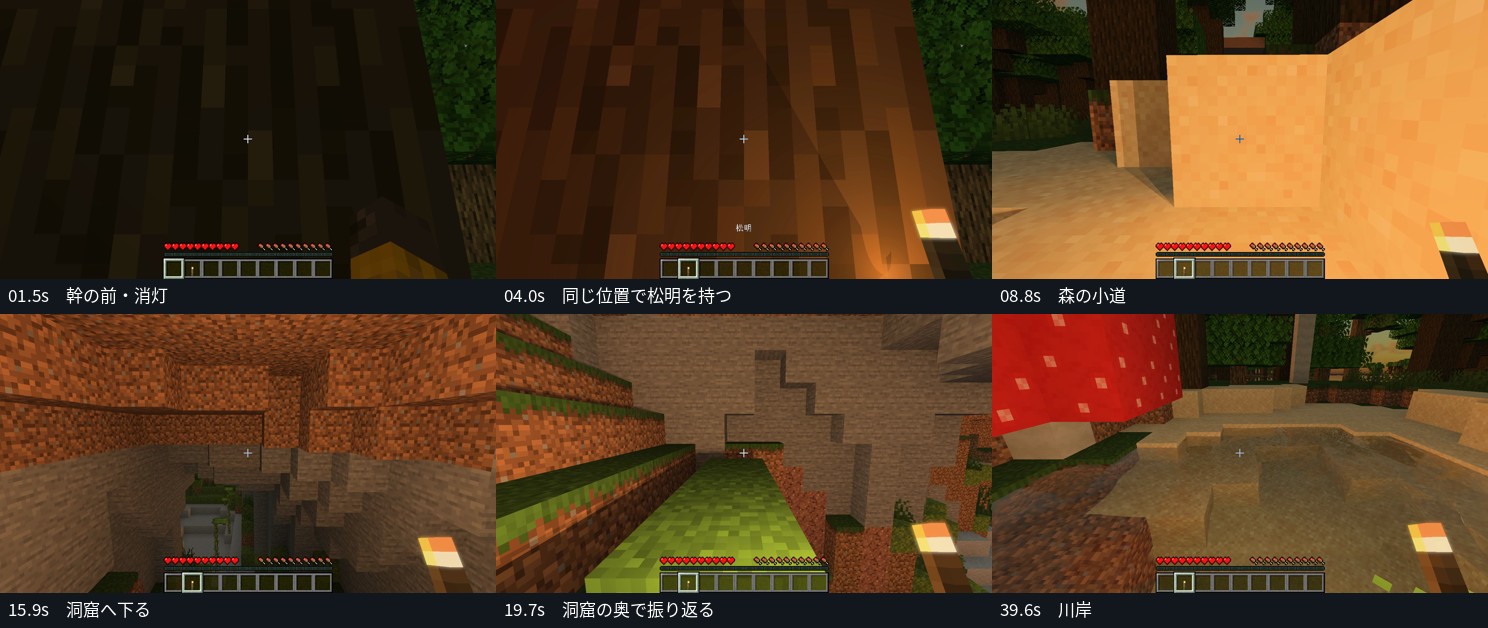 松明
01.5s 幹の前・消灯
04.0s 同じ位置で松明を持つ
08.8s 森の小道
15.9s 洞窟へ下る
19.7s 洞窟の奥で振り返る
39.6s 川岸